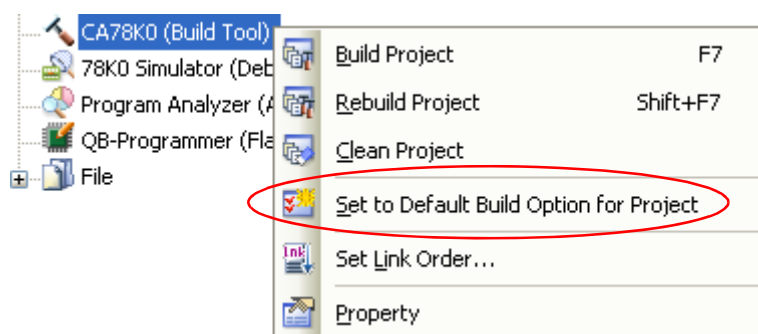 CA78K0 (Build Tool)
78K0 Simulator (Deb
Program Analyzer (A
QB-Programmer (Fla
File
Build Project F7
Rebuild Project Shift+F7
Clean Project
Set to Default Build Option for Project
Set Link Order...
Property